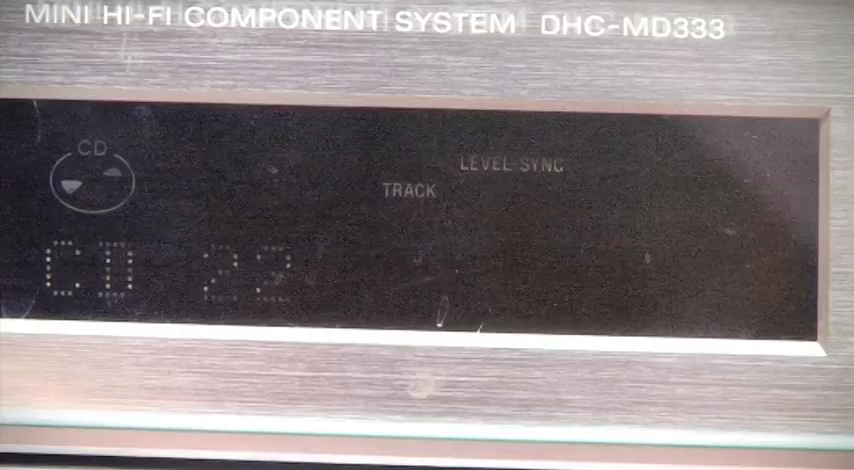 MINI HI-FI COMPONENT SYSTEM DHC-MD333
CD
LEVEL SYNC
TRACK
CD 22